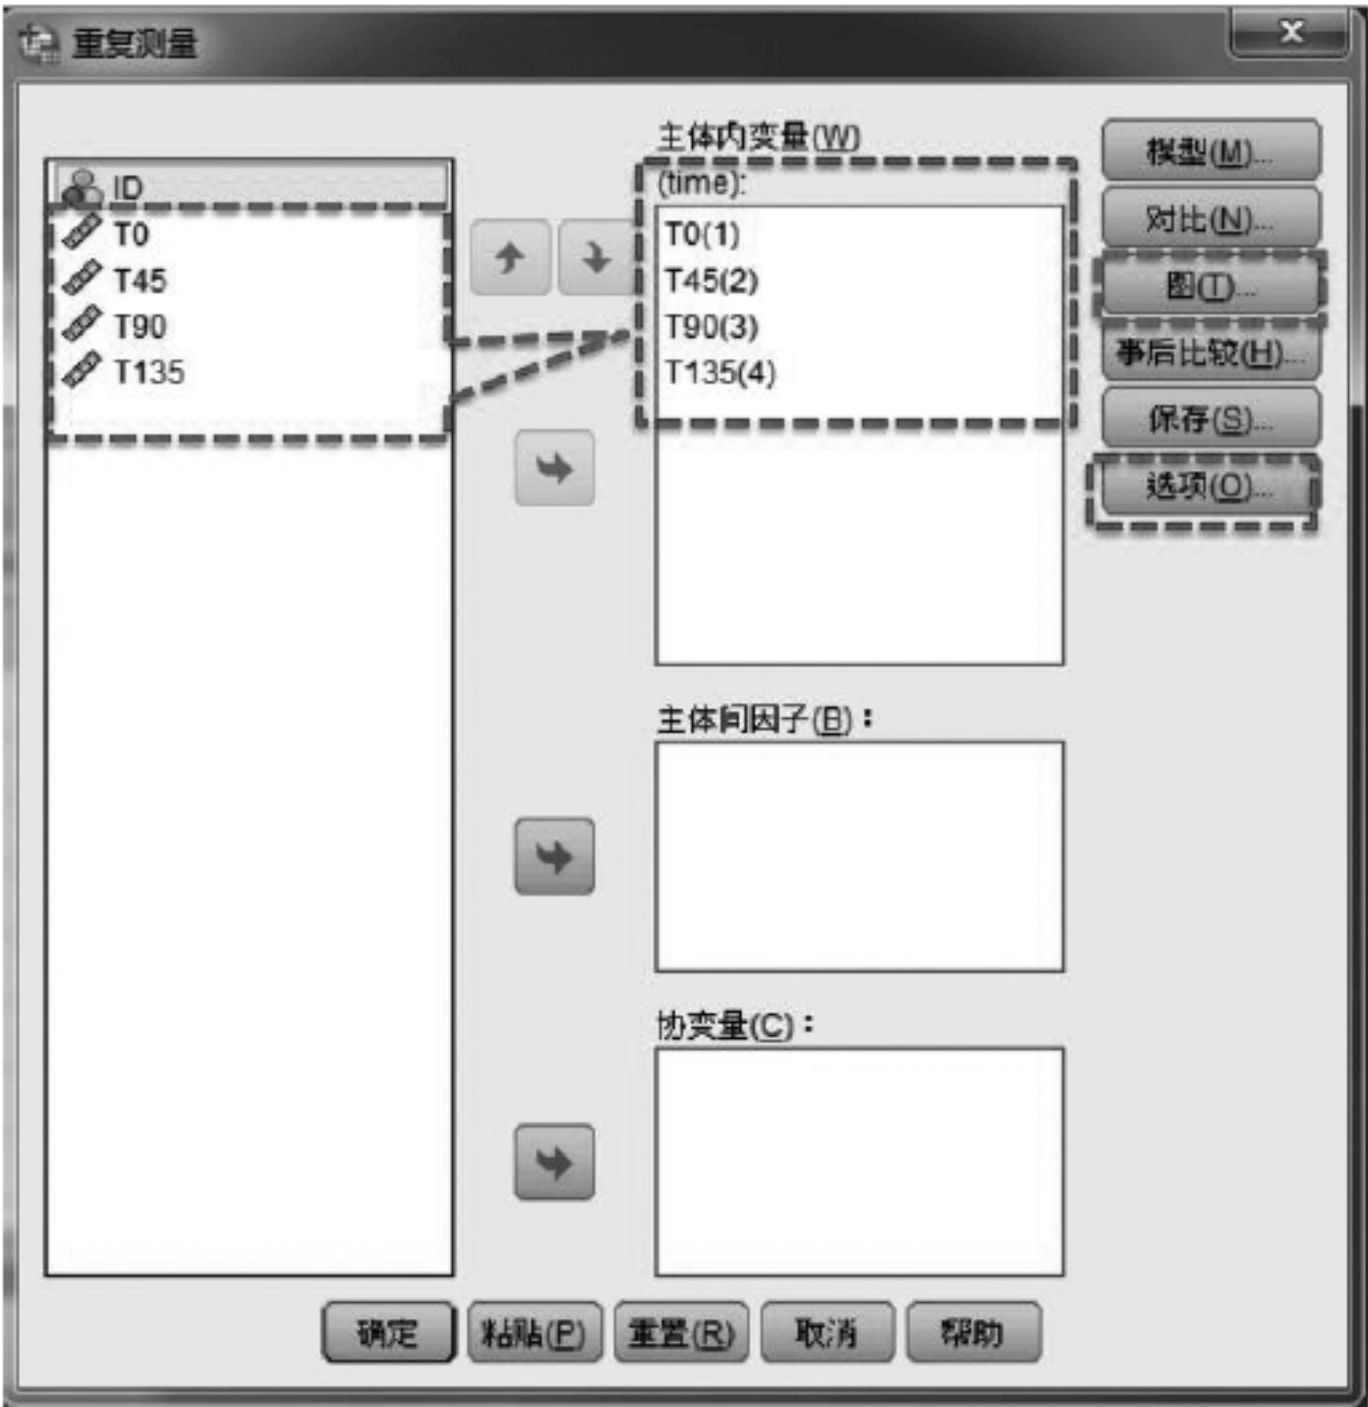 重复测量
ID
T0
T45
T90
T135
主体内变量(W)
(time):
T0(1)
T45(2)
T90(3)
T135(4)
主体间因子(B)：
协变量(C)：
模型(M)...
对比(N)...
图(T)...
事后比较(H)...
保存(S)...
选项(O)...
确定
粘贴(P)
重置(R)
取消
帮助